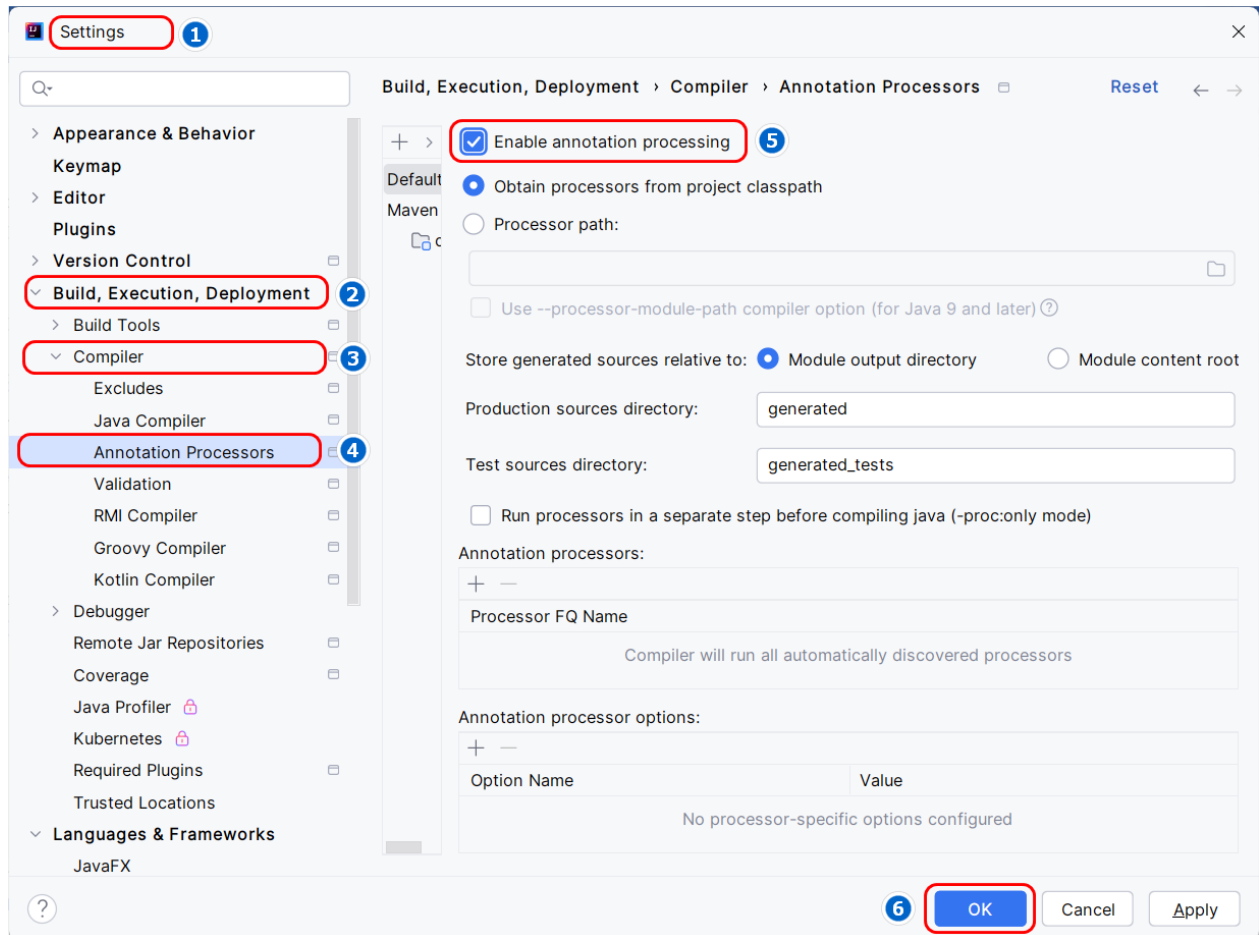 Settings
1
Build, Execution, Deployment › Compiler › Annotation Processors
Reset
Appearance & Behavior
Keymap
Editor
Plugins
Version Control
Build, Execution, Deployment
2
Build Tools
Compiler
3
Excludes
Java Compiler
Annotation Processors
4
Validation
RMI Compiler
Groovy Compiler
Kotlin Compiler
Debugger
Remote Jar Repositories
Coverage
Java Profiler
Kubernetes
Required Plugins
Trusted Locations
Languages & Frameworks
JavaFX
Default
Maven
Enable annotation processing
5
Obtain processors from project classpath
Processor path:
Use --processor-module-path compiler option (for Java 9 and later)
?
Store generated sources relative to: Module output directory Module content root
Production sources directory: generated
Test sources directory: generated_tests
Run processors in a separate step before compiling java (-proc:only mode)
Annotation processors:
Processor FQ Name
Compiler will run all automatically discovered processors
Annotation processor options:
Option Name Value
No processor-specific options configured
?
6
OK Cancel Apply